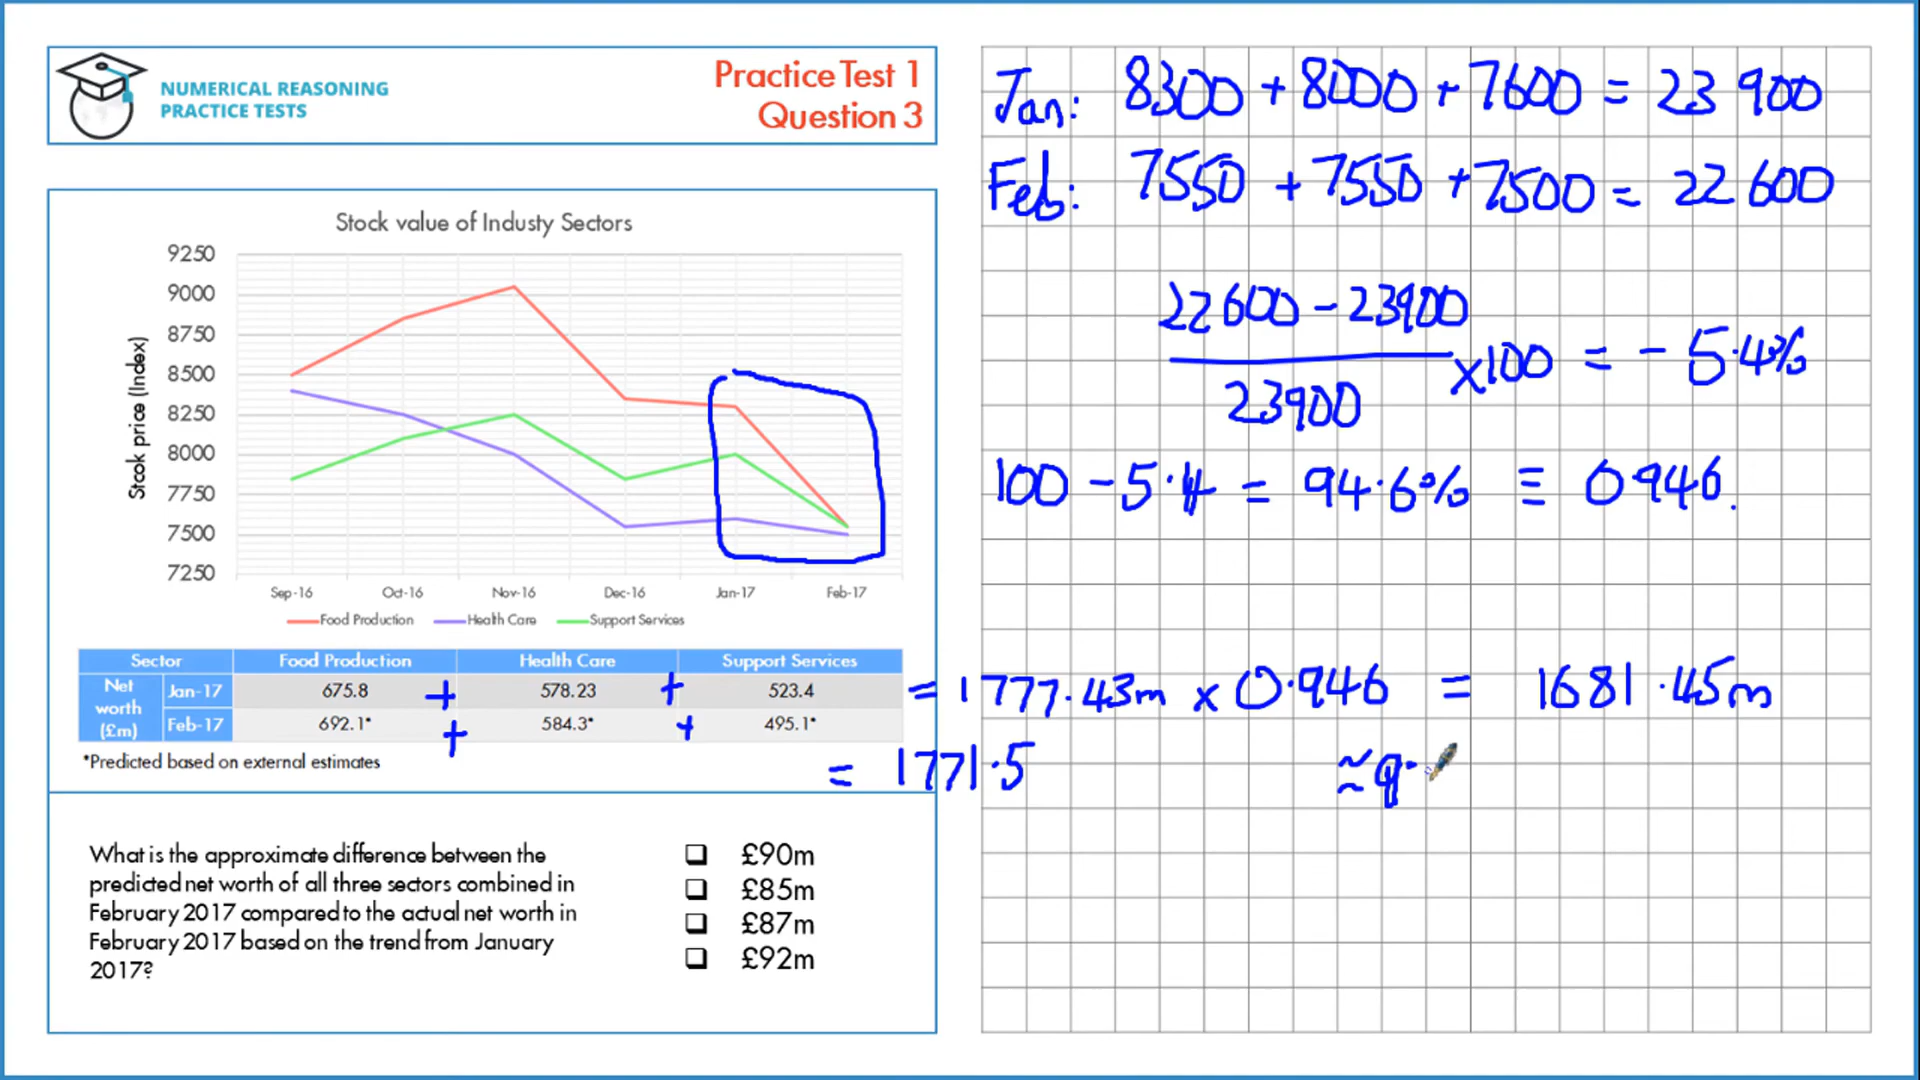 NUMERICAL REASONING
PRACTICE TESTS
Practice Test 1
Question 3
Stock value of Industy Sectors
Stcok price (Index)
9250
9000
8750
8500
8250
8000
7750
7500
7250
Sep-16 Oct-16 Nov-16 Dec-16 Jan-17 Feb-17
Food Production Health Care Support Services
Sector Food Production Health Care Support Services
Net worth (£m)
Jan-17 675.8 + 578.23 + 523.4
Feb-17 692.1* + 584.3* + 495.1*
*Predicted based on external estimates
What is the approximate difference between the
predicted net worth of all three sectors combined in
February 2017 compared to the actual net worth in
February 2017 based on the trend from January
2017?
£90m
£85m
£87m
£92m
Jan: 8300 + 8000 + 7600 = 23 900
Feb: 7550 + 7550 + 7500 = 22 600
22600 - 23900
23900
x100 = - 5.4%
100 - 5.4 = 94.6% ≡ 0.946.
= 1777.43m x 0.946 = 1681.45m
= 1771.5
≈ 9